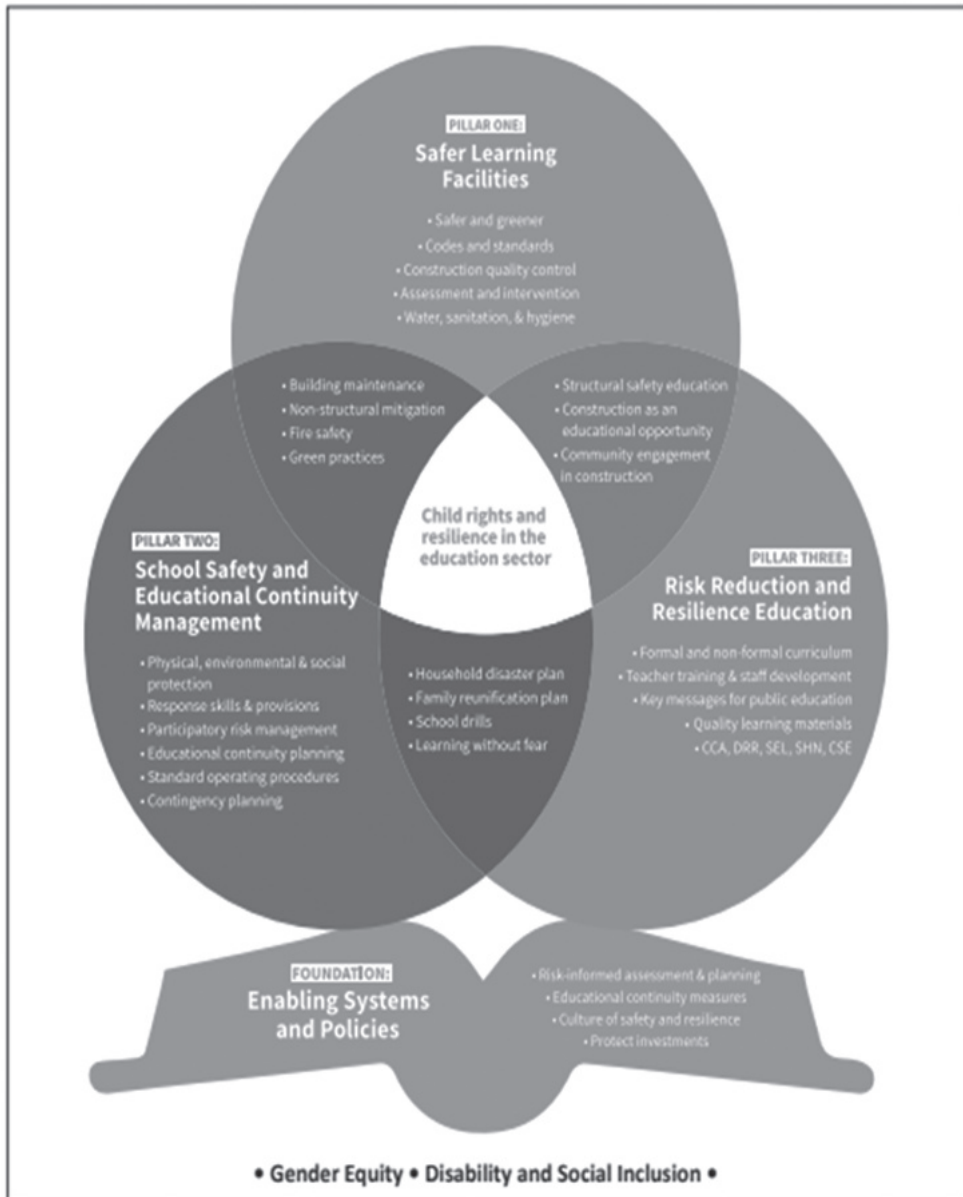 PILLAR ONE:
Safer Learning
Facilities
• Safer and greener
• Codes and standards
• Construction quality control
• Assessment and intervention
• Water, sanitation, & hygiene
• Building maintenance
• Non-structural mitigation
• Fire safety
• Green practices
• Structural safety education
• Construction as an
educational opportunity
• Community engagement
in construction
Child rights and
resilience in the
education sector
PILLAR TWO:
School Safety and
Educational Continuity
Management
• Physical, environmental & social
protection
• Response skills & provisions
• Participatory risk management
• Educational continuity planning
• Standard operating procedures
• Contingency planning
• Household disaster plan
• Family reunification plan
• School drills
• Learning without fear
PILLAR THREE:
Risk Reduction and
Resilience Education
• Formal and non-formal curriculum
• Teacher training & staff development
• Key messages for public education
• Quality learning materials
• CCA, DRR, SEL, SHN, CSE
FOUNDATION:
Enabling Systems
and Policies
• Risk-informed assessment & planning
• Educational continuity measures
• Culture of safety and resilience
• Protect investments
• Gender Equity • Disability and Social Inclusion •